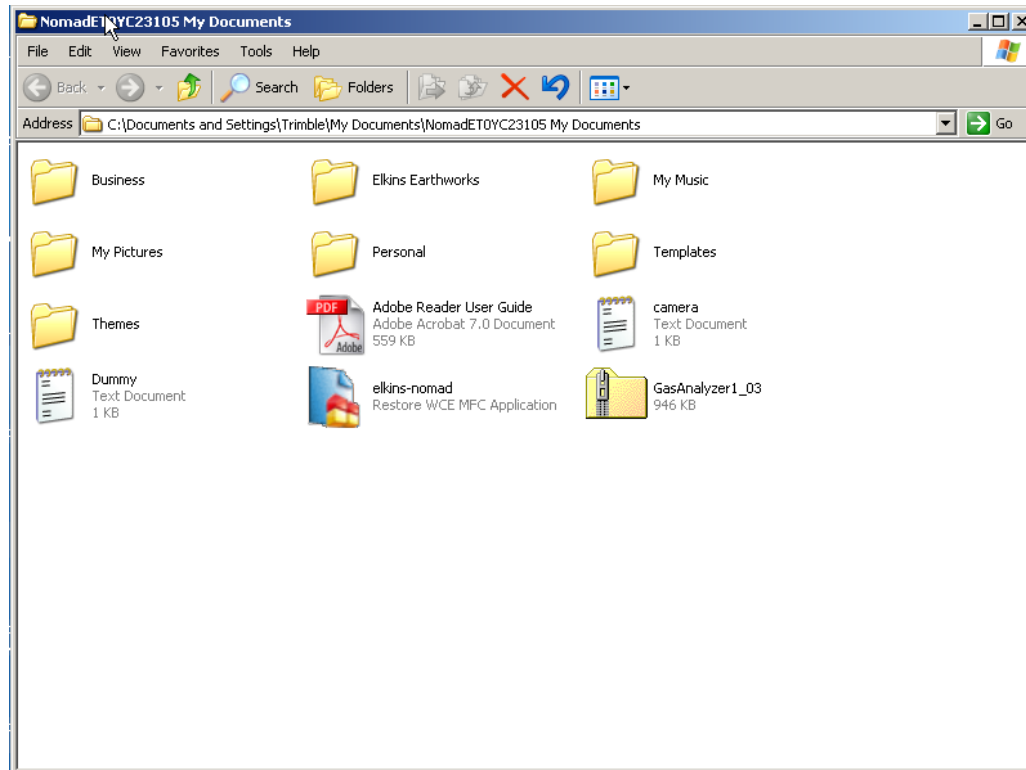 NomadET0YC23105 My Documents
File Edit View Favorites Tools Help
Back Search Folders
Address C:\Documents and Settings\Trimble\My Documents\NomadET0YC23105 My Documents Go
Business Elkins Earthworks My Music
My Pictures Personal Templates
Themes
PDF
Adobe
Adobe Reader User Guide
Adobe Acrobat 7.0 Document
559 KB
camera
Text Document
1 KB
Dummy
Text Document
1 KB
elkins-nomad
Restore WCE MFC Application
GasAnalyzer1_03
946 KB